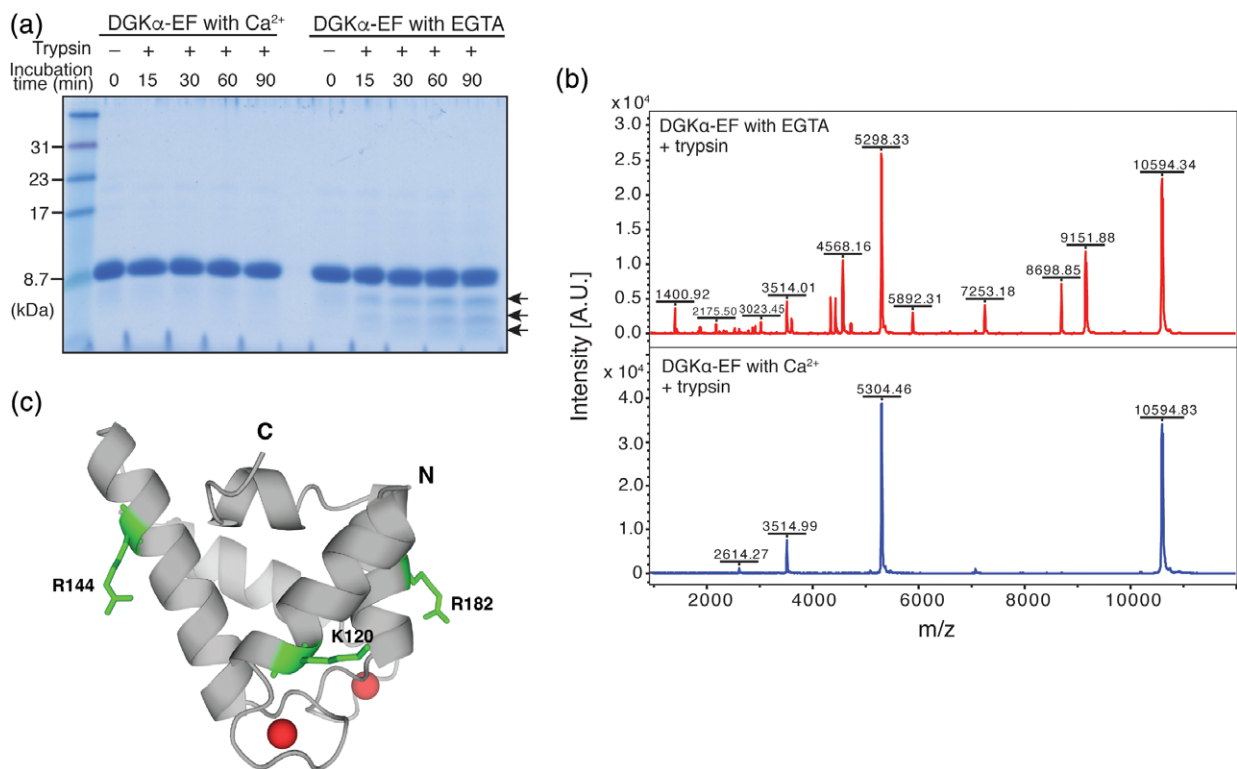 (a)
DGKα-EF with Ca²⁺ DGKα-EF with EGTA
Trypsin − + + + + − + + + +
Incubation
time (min) 0 15 30 60 90 0 15 30 60 90
31
23
17
8.7
(kDa)
(b)
x 10⁴
3.0
2.5
2.0
1.5
1.0
0.5
0.0
DGKα-EF with EGTA
+ trypsin
5298.33
10594.34
4568.16
9151.88
8698.85
3514.01
1400.92
2175.50
3023.45
5892.31
7253.18
Intensity [A.U.]
x 10⁴
4.0
3.0
2.0
1.0
0
DGKα-EF with Ca²⁺
+ trypsin
5304.46
10594.83
3514.99
2614.27
2000 4000 6000 8000 10000
m/z
(c)
C
N
R144
R182
K120